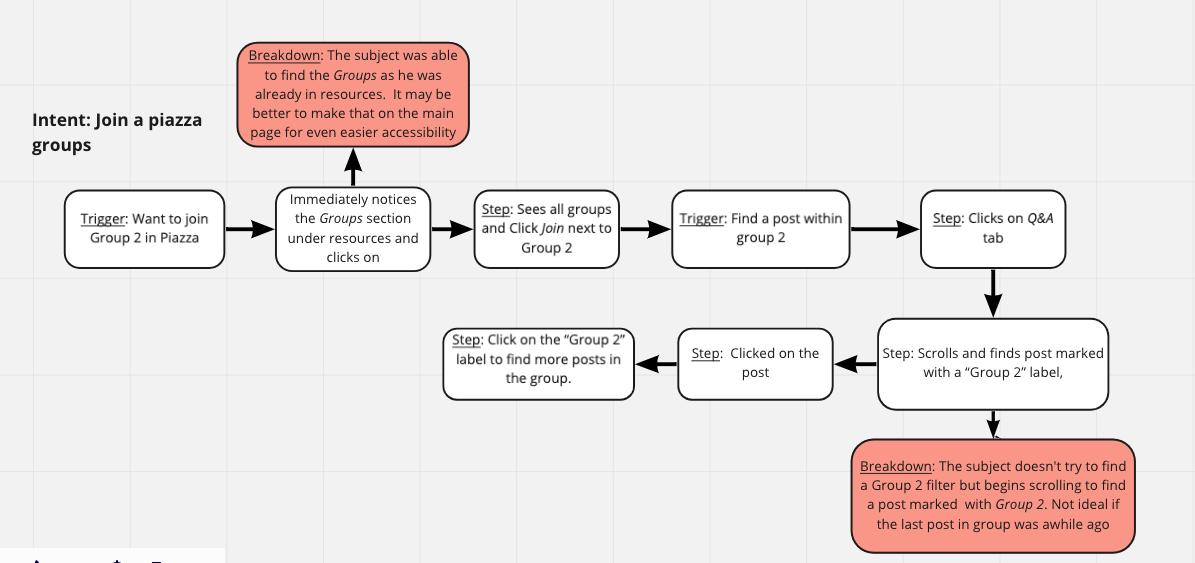 Breakdown: The subject was able
to find the Groups as he was
already in resources.  It may be
better to make that on the main
page for even easier accessibility
Intent: Join a piazza
groups
Trigger: Want to join
Group 2 in Piazza
Immediately notices
the Groups section
under resources and
clicks on
Step: Sees all groups
and Click Join next to
Group 2
Trigger: Find a post within
group 2
Step: Clicks on Q&A
tab
Step: Click on the “Group 2”
label to find more posts in
the group.
Step:  Clicked on the
post
Step: Scrolls and finds post marked
with a “Group 2” label,
Breakdown: The subject doesn't try to find
a Group 2 filter but begins scrolling to find
a post marked  with Group 2. Not ideal if
the last post in group was awhile ago